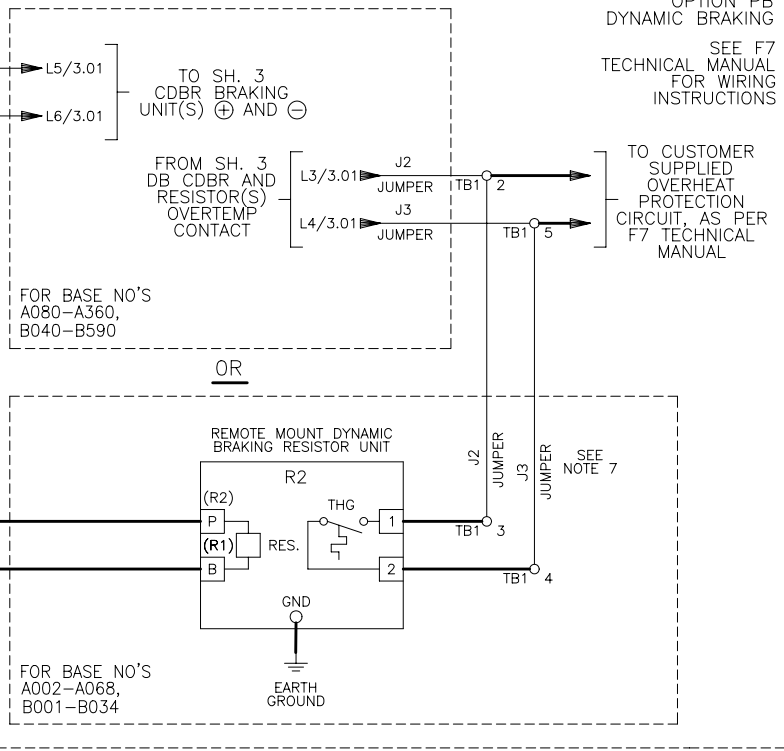 OPTION PB
DYNAMIC BRAKING
SEE F7
TECHNICAL MANUAL
FOR WIRING
INSTRUCTIONS
L5/3.01
L6/3.01
TO SH. 3
CDBR BRAKING
UNIT(S) ⊕ AND ⊖
FROM SH. 3
DB CDBR AND
RESISTOR(S)
OVERTEMP
CONTACT
L3/3.01
J2
JUMPER
TB1
2
L4/3.01
J3
JUMPER
TB1
5
TO CUSTOMER
SUPPLIED
OVERHEAT
PROTECTION
CIRCUIT, AS PER
F7 TECHNICAL
MANUAL
FOR BASE NO'S
A080-A360,
B040-B590
OR
REMOTE MOUNT DYNAMIC
BRAKING RESISTOR UNIT
R2
J2
JUMPER
J3
JUMPER
SEE
NOTE 7
(R2)
P
(R1)
B
RES.
THG
1
2
TB1
3
TB1
4
GND
EARTH
GROUND
FOR BASE NO'S
A002-A068,
B001-B034